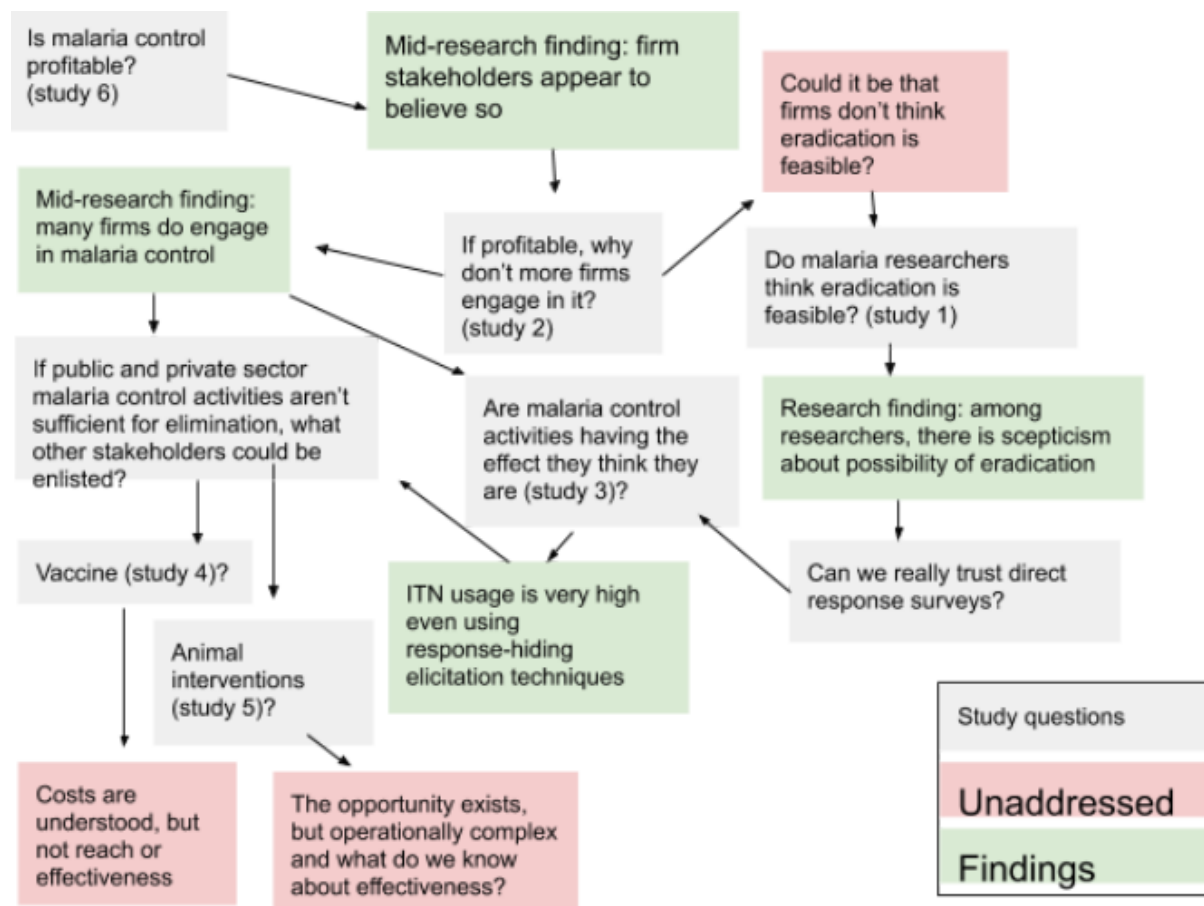 Is malaria control
profitable?
(study 6)
Mid-research finding: firm
stakeholders appear to
believe so
Could it be that
firms don't think
eradication is
feasible?
Mid-research finding:
many firms do engage
in malaria control
If profitable, why
don't more firms
engage in it?
(study 2)
Do malaria researchers
think eradication is
feasible? (study 1)
If public and private sector
malaria control activities aren't
sufficient for elimination, what
other stakeholders could be
enlisted?
Are malaria control
activities having the
effect they think they
are (study 3)?
Research finding: among
researchers, there is scepticism
about possibility of eradication
Vaccine (study 4)?
ITN usage is very high
even using
response-hiding
elicitation techniques
Can we really trust direct
response surveys?
Animal
interventions
(study 5)?
Costs are
understood, but
not reach or
effectiveness
The opportunity exists,
but operationally complex
and what do we know
about effectiveness?
Study questions
Unaddressed
Findings